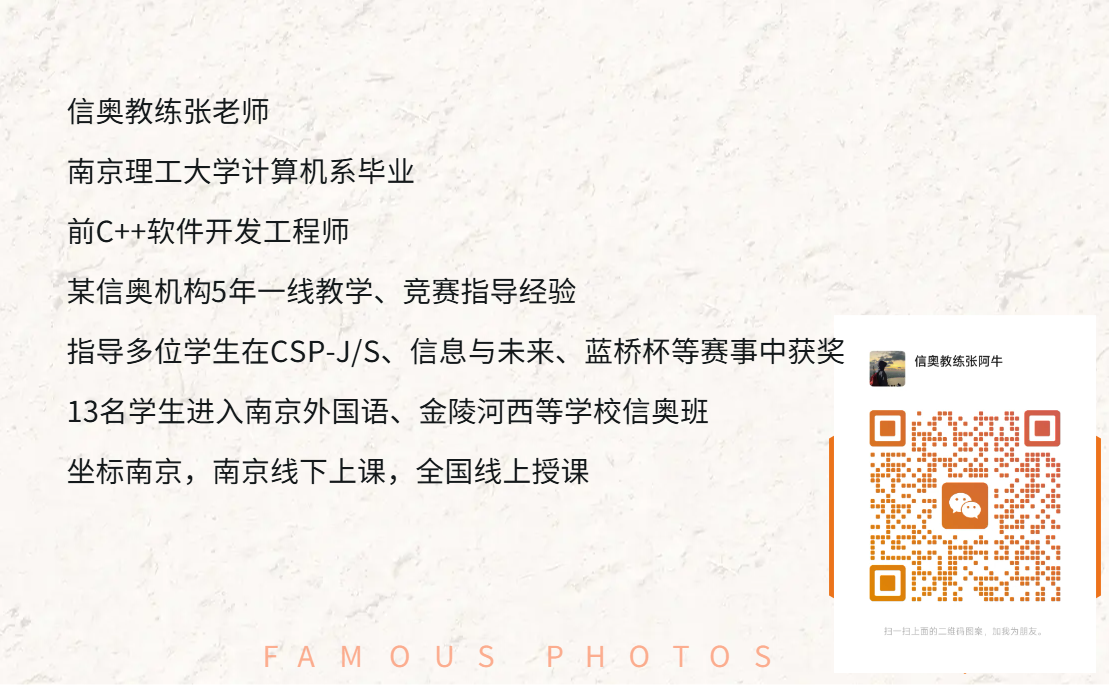 信奥教练张老师
南京理工大学计算机系毕业
前C++软件开发工程师
某信奥机构5年一线教学、竞赛指导经验
指导多位学生在CSP-J/S、信息与未来、蓝桥杯等赛事中获奖
13名学生进入南京外国语、金陵河西等学校信奥班
坐标南京，南京线下上课，全国线上授课
信奥教练张阿牛
扫一扫上面的二维码图案，加我为朋友。
FAMOUS PHOTOS